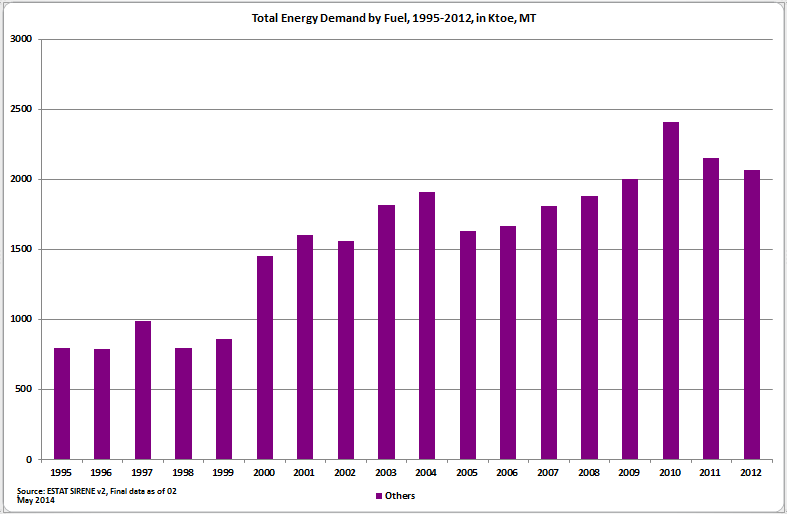 Total Energy Demand by Fuel, 1995-2012, in Ktoe, MT
3000
2500
2000
1500
1000
500
0
1995 1996 1997 1998 1999 2000 2001 2002 2003 2004 2005 2006 2007 2008 2009 2010 2011 2012
Source: ESTAT SIRENE v2, Final data as of 02
May 2014
Others